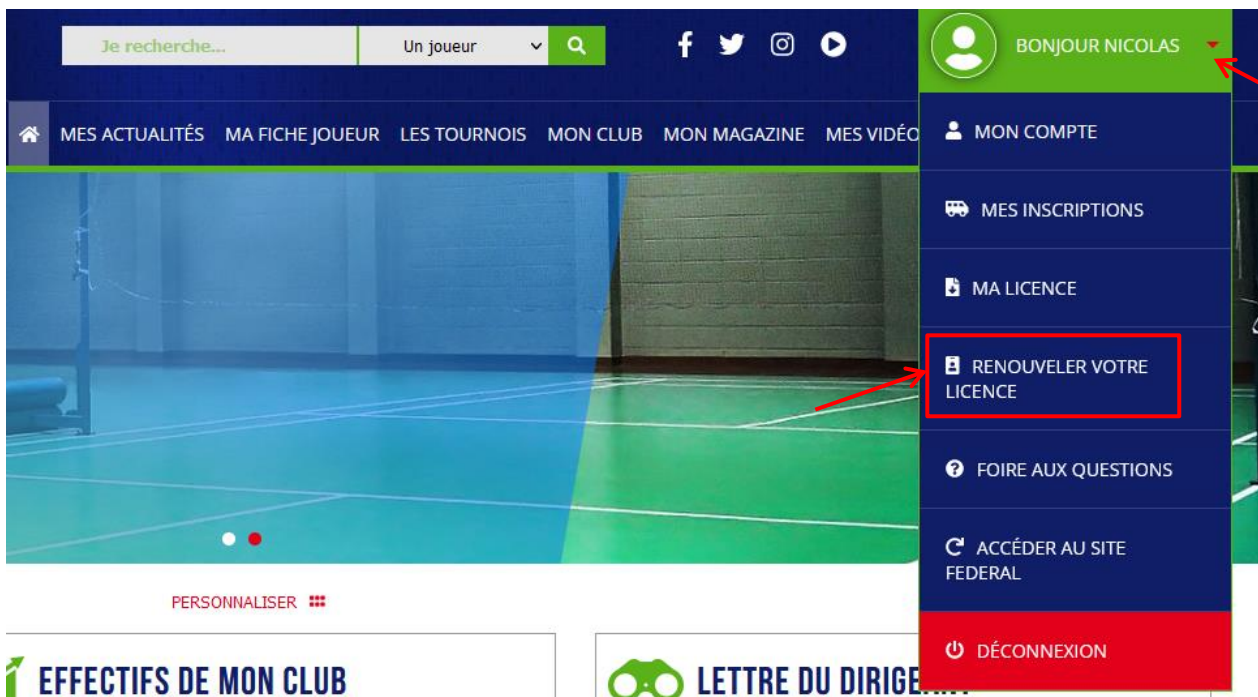 Je recherche...
Un joueur
BONJOUR NICOLAS
MES ACTUALITÉS MA FICHE JOUEUR LES TOURNOIS MON CLUB MON MAGAZINE MES VIDÉO
MON COMPTE
MES INSCRIPTIONS
MA LICENCE
RENOUVELER VOTRE
LICENCE
FOIRE AUX QUESTIONS
ACCÉDER AU SITE
FEDERAL
DÉCONNEXION
PERSONNALISER
EFFECTIFS DE MON CLUB
LETTRE DU DIRIGEANT